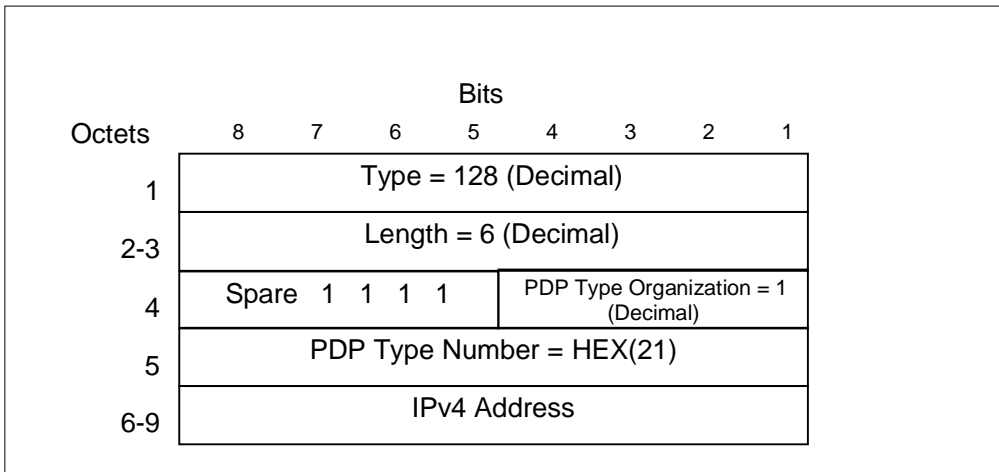 Bits
Octets 8 7 6 5 4 3 2 1
1 Type = 128 (Decimal)
2-3 Length = 6 (Decimal)
4 Spare 1 1 1 1 PDP Type Organization = 1
(Decimal)
5 PDP Type Number = HEX(21)
6-9 IPv4 Address